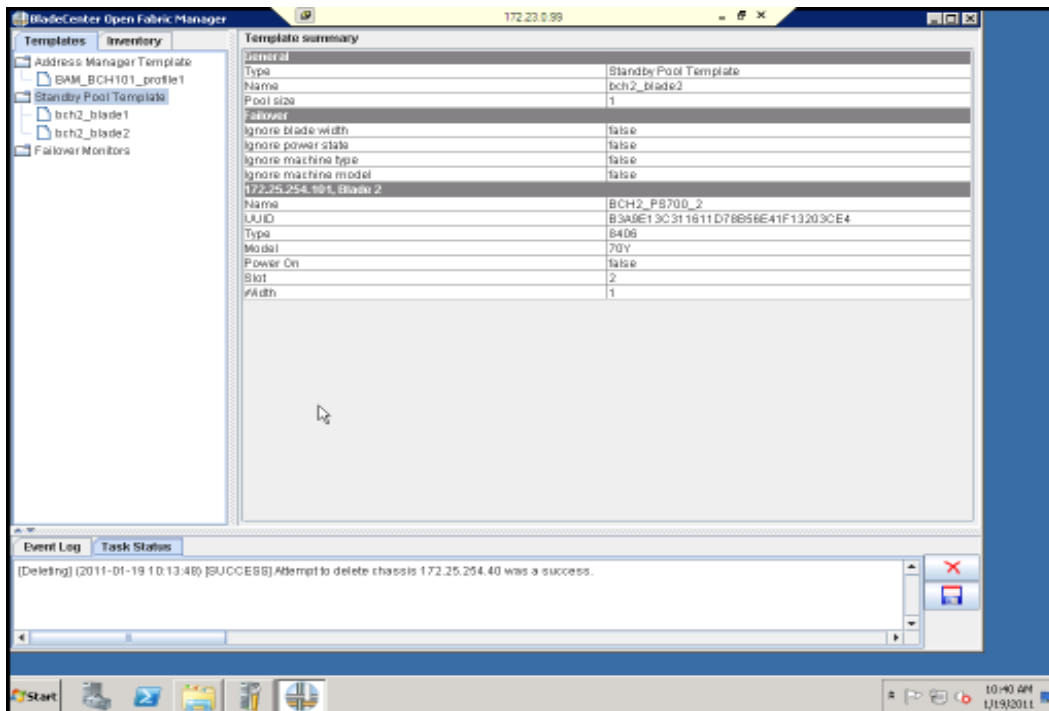 BladeCenter Open Fabric Manager
172.23.0.99
Templates Inventory
Address Manager Template
BAM_BCH101_profile1
Standby Pool Template
bch2_blade1
bch2_blade2
Failover Monitors
Template summary
General
Type Standby Pool Template
Name bch2_blade2
Pool size 1
Failover
Ignore blade width false
Ignore power state false
Ignore machine type false
Ignore machine model false
172.25.254.101, Blade 2
Name BCH2_PS700_2
UUID B3A9E13C311611D78B56E41F13203CE4
Type 8406
Model 70Y
Power On false
Slot 2
Width 1
Event Log Task Status
[Deleting] (2011-01-19 10:13:48) [SUCCESS] Attempt to delete chassis 172.25.254.40 was a success.
Start
10:40 AM
1/19/2011